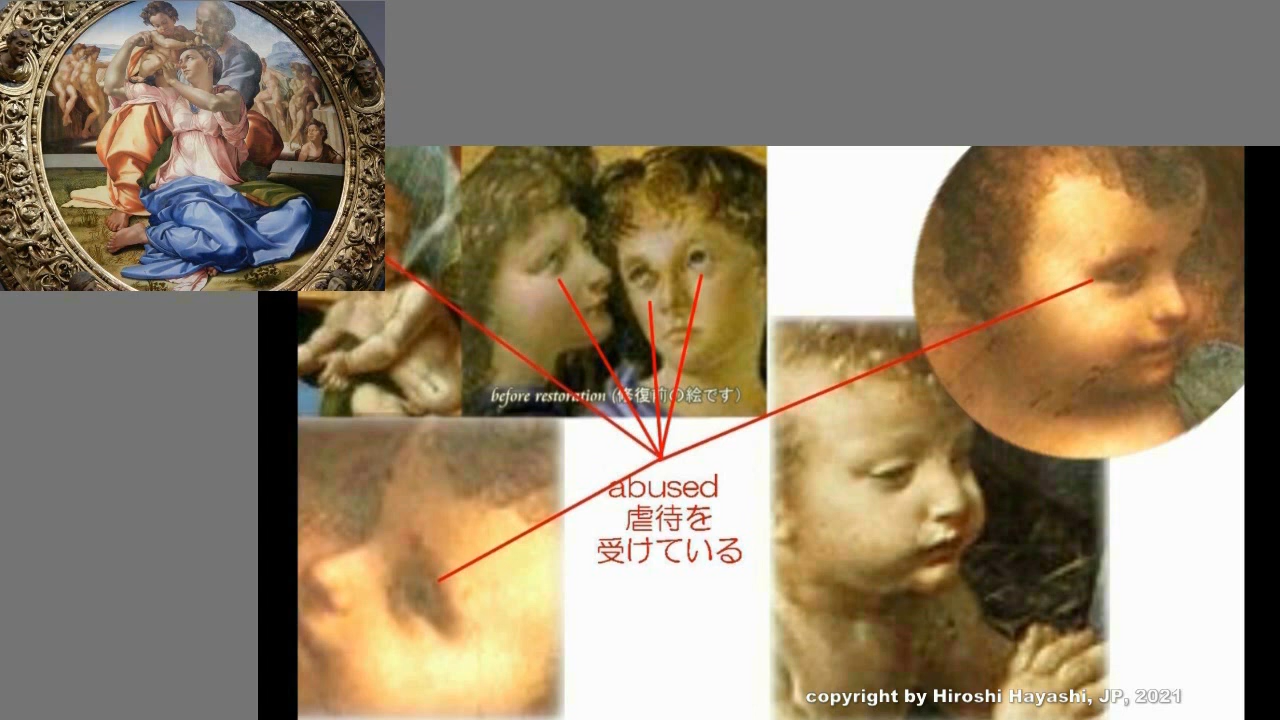 before restoration (修復前の絵です)
abused
虐待を
受けている
copyright by Hiroshi Hayashi, JP, 2021